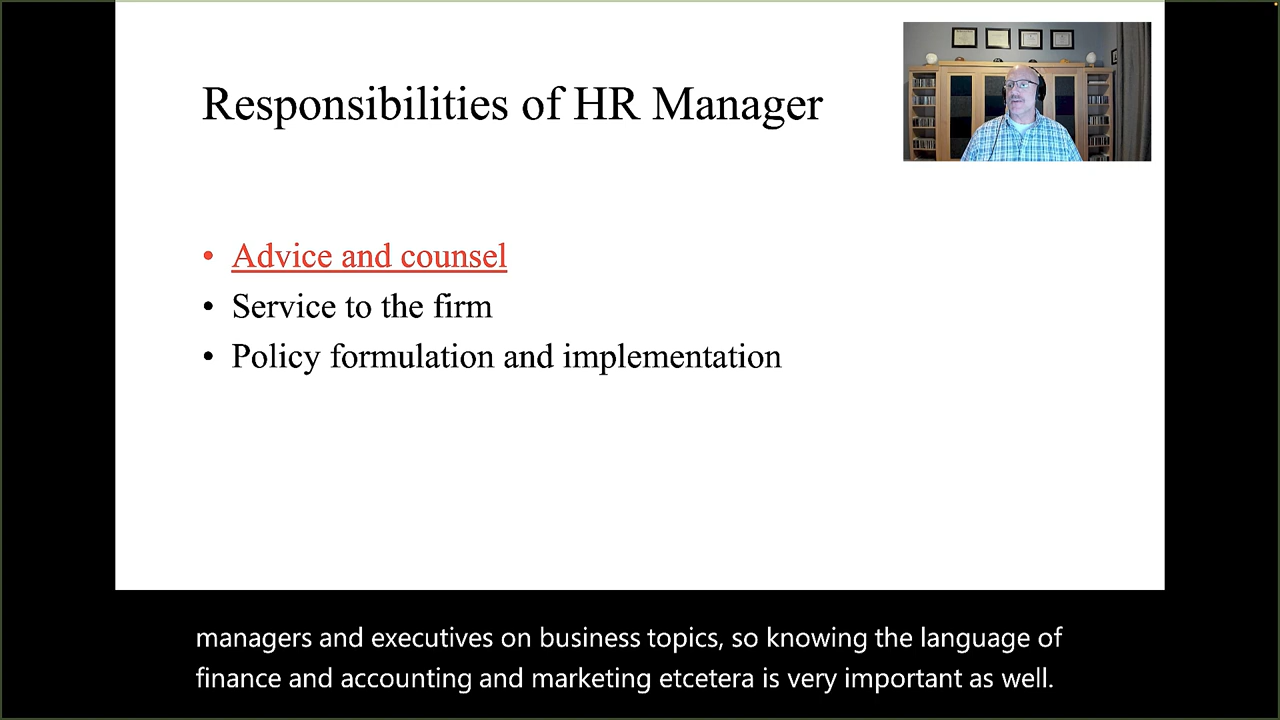 Responsibilities of HR Manager
• Advice and counsel
• Service to the firm
• Policy formulation and implementation
managers and executives on business topics, so knowing the language of
finance and accounting and marketing etcetera is very important as well.